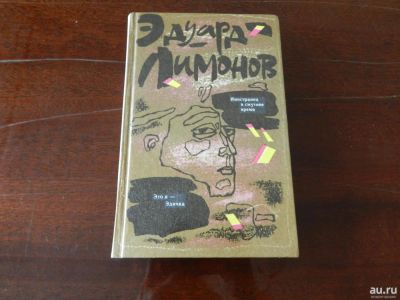 Эдуард
Лимонов
Иностранец
в смутное
время
Это я —
Эдичка
au.ru